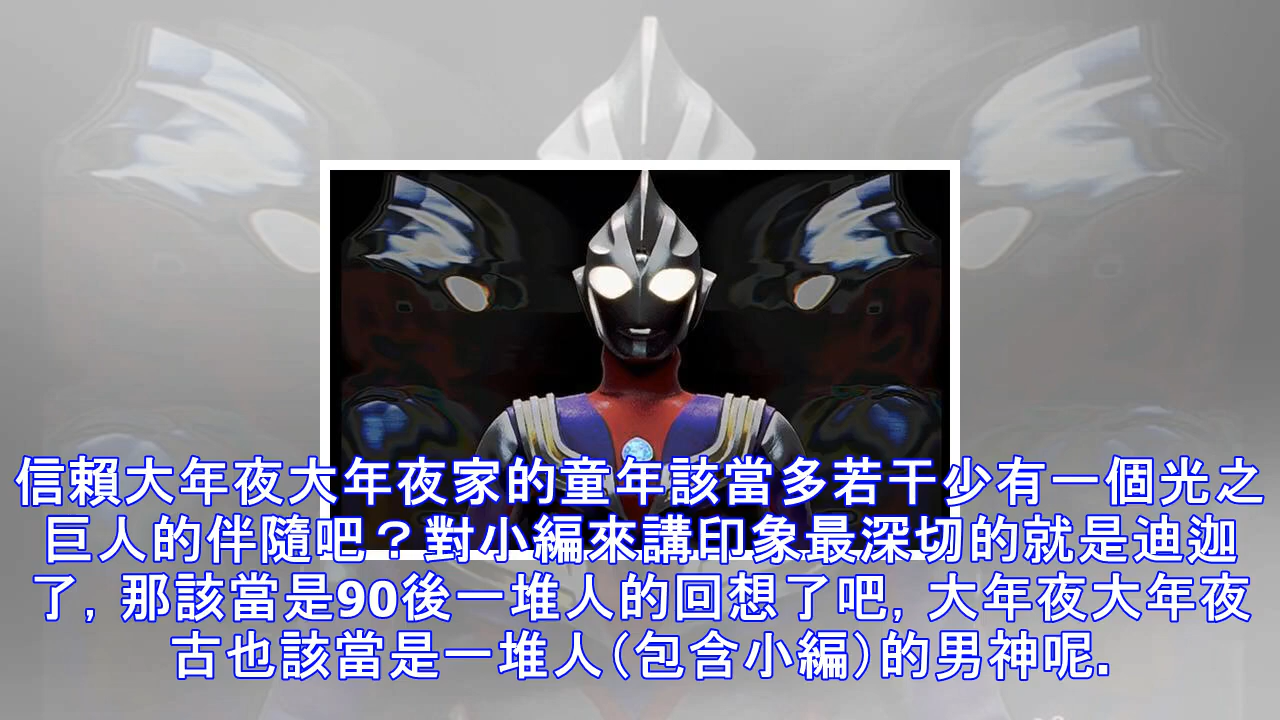 信賴大年夜大年夜家的童年該當多若干少有一個光之
巨人的伴隨吧？對小編來講印象最深切的就是迪迦
了，那該當是90後一堆人的回想了吧，大年夜大年夜
古也該當是一堆人(包含小編)的男神呢.